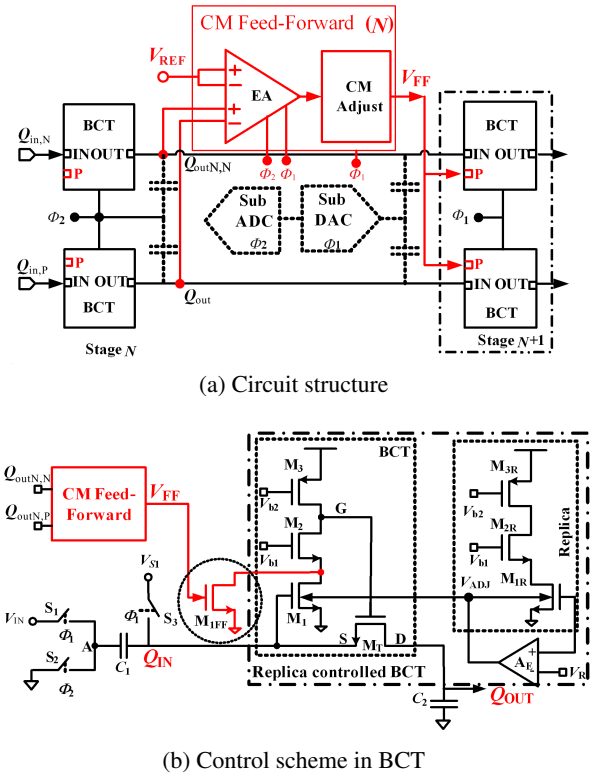 CM Feed-Forward (N)
VREF
EA
CM
Adjust
VFF
Φ2 Φ1
Φ1
BCT
BCT
Qin,N
IN OUT
P
QoutN,N
IN OUT
P
Φ2
Sub
ADC
Φ2
Sub
DAC
Φ1
Φ1
Qin,P
P
IN OUT
BCT
Qout
P
IN OUT
BCT
Stage N
Stage N+1
(a) Circuit structure
QoutN,N
QoutN,P
CM Feed-
Forward
VFF
BCT
M3
Vb2
G
M2
Vb1
M1
M3R
Vb2
M2R
Vb1
M1R
Replica
VADJ
VS1
Φ1
S3
M1FF
VIN
S1
Φ1
A
S2
Φ2
C1
QIN
S
MT
D
Replica controlled BCT
AE
+
-
VR
C2
QOUT
(b) Control scheme in BCT